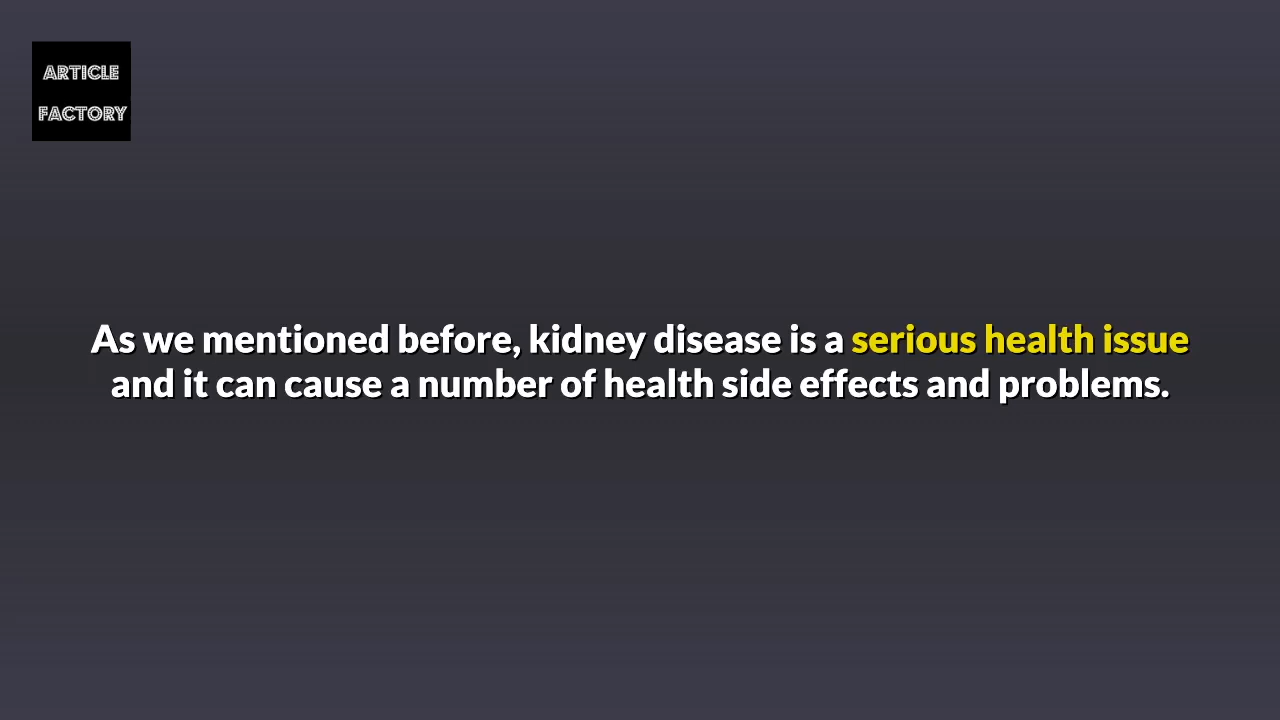 ARTICLE
FACTORY
As we mentioned before, kidney disease is a serious health issue
and it can cause a number of health side effects and problems.